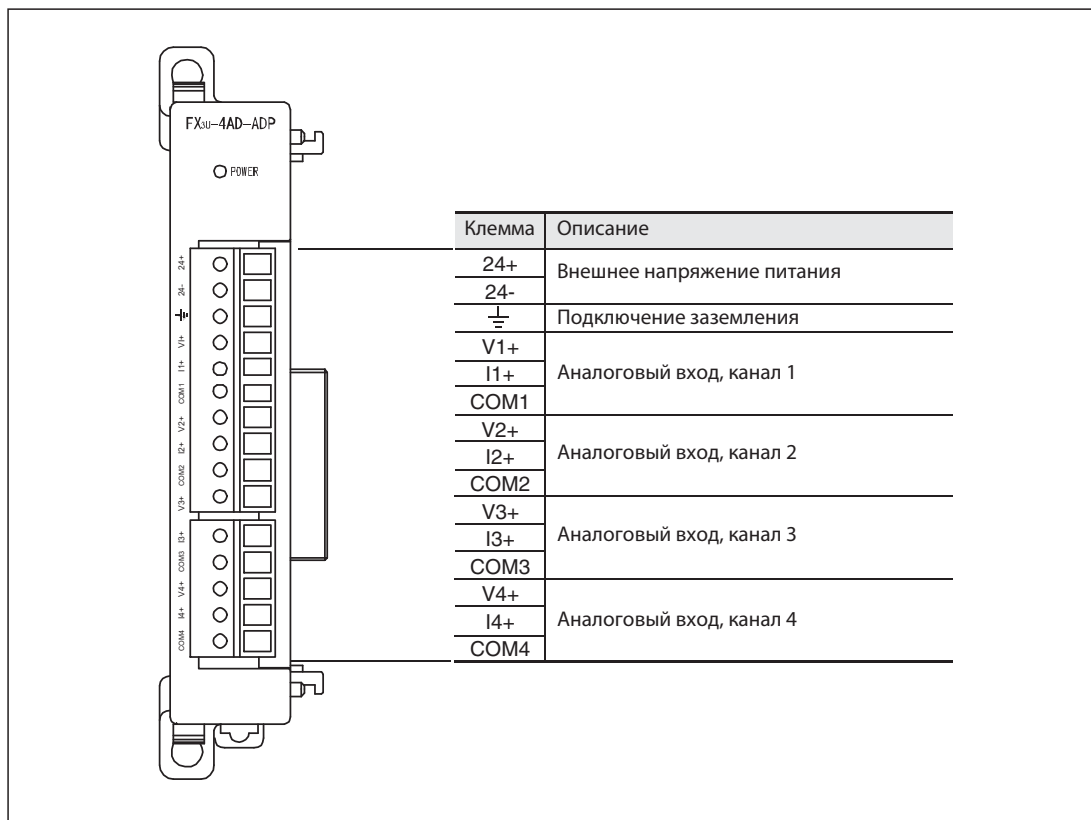 FX3U-4AD-ADP
POWER
24+
24-
V1+
I1+
COM1
V2+
I2+
COM2
V3+
I3+
COM3
V4+
I4+
COM4
Клемма Описание
24+
24-
Внешнее напряжение питания
Подключение заземления
V1+
I1+
COM1
Аналоговый вход, канал 1
V2+
I2+
COM2
Аналоговый вход, канал 2
V3+
I3+
COM3
Аналоговый вход, канал 3
V4+
I4+
COM4
Аналоговый вход, канал 4